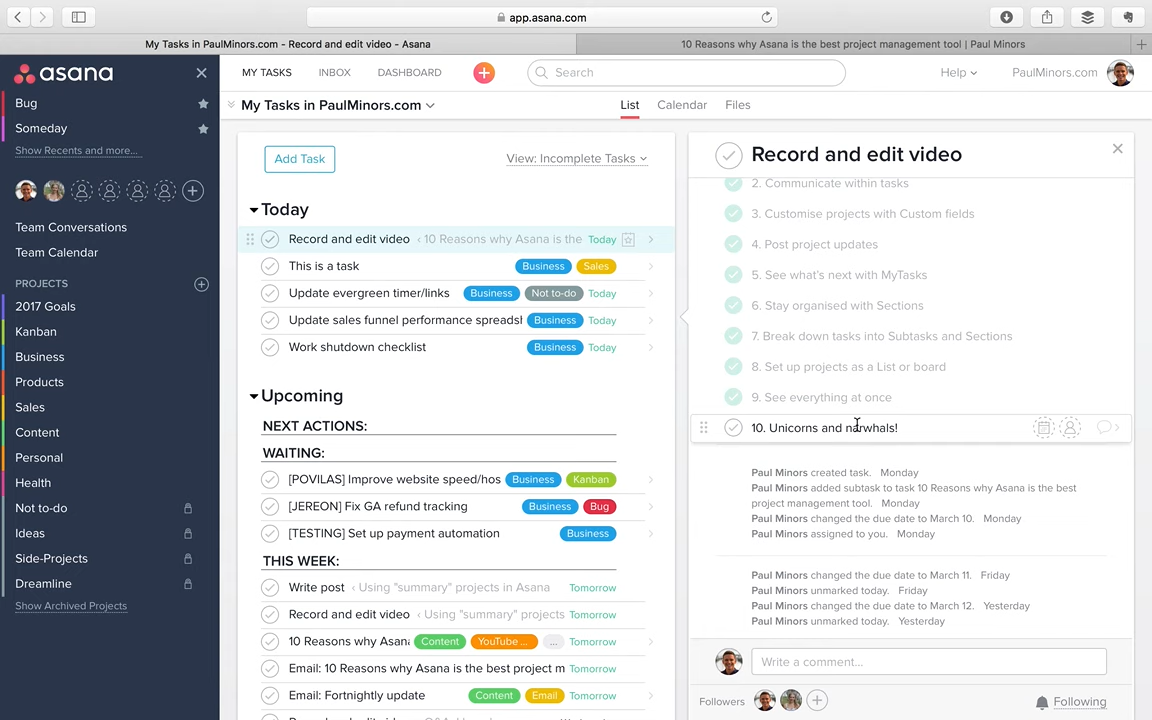 app.asana.com
My Tasks in PaulMinors.com - Record and edit video - Asana
10 Reasons why Asana is the best project management tool | Paul Minors
asana
Bug
Someday
Show Recents and more...
Team Conversations
Team Calendar
PROJECTS
2017 Goals
Kanban
Business
Products
Sales
Content
Personal
Health
Not to-do
Ideas
Side-Projects
Dreamline
Show Archived Projects
MY TASKS
INBOX
DASHBOARD
Search
Help
PaulMinors.com
My Tasks in PaulMinors.com
List
Calendar
Files
Add Task
View: Incomplete Tasks
Today
Record and edit video ‹ 10 Reasons why Asana is the Today
This is a task Business Sales
Update evergreen timer/links Business Not to-do Today
Update sales funnel performance spreadsh Business Today
Work shutdown checklist Business Today
Upcoming
NEXT ACTIONS:
WAITING:
[POVILAS] Improve website speed/hos Business Kanban
[JEREON] Fix GA refund tracking Business Bug
[TESTING] Set up payment automation Business
THIS WEEK:
Write post ‹ Using "summary" projects in Asana Tomorrow
Record and edit video ‹ Using "summary" projects Tomorrow
10 Reasons why Asana Content YouTube ... ... Tomorrow
Email: 10 Reasons why Asana is the best project m Tomorrow
Email: Fortnightly update Content Email Tomorrow
Record and edit video
2. Communicate within tasks
3. Customise projects with Custom fields
4. Post project updates
5. See what's next with MyTasks
6. Stay organised with Sections
7. Break down tasks into Subtasks and Sections
8. Set up projects as a List or board
9. See everything at once
10. Unicorns and narwhals!
Paul Minors created task. Monday
Paul Minors added subtask to task 10 Reasons why Asana is the best
project management tool. Monday
Paul Minors changed the due date to March 10. Monday
Paul Minors assigned to you. Monday
Paul Minors changed the due date to March 11. Friday
Paul Minors unmarked today. Friday
Paul Minors changed the due date to March 12. Yesterday
Paul Minors unmarked today. Yesterday
Write a comment...
Followers
Following